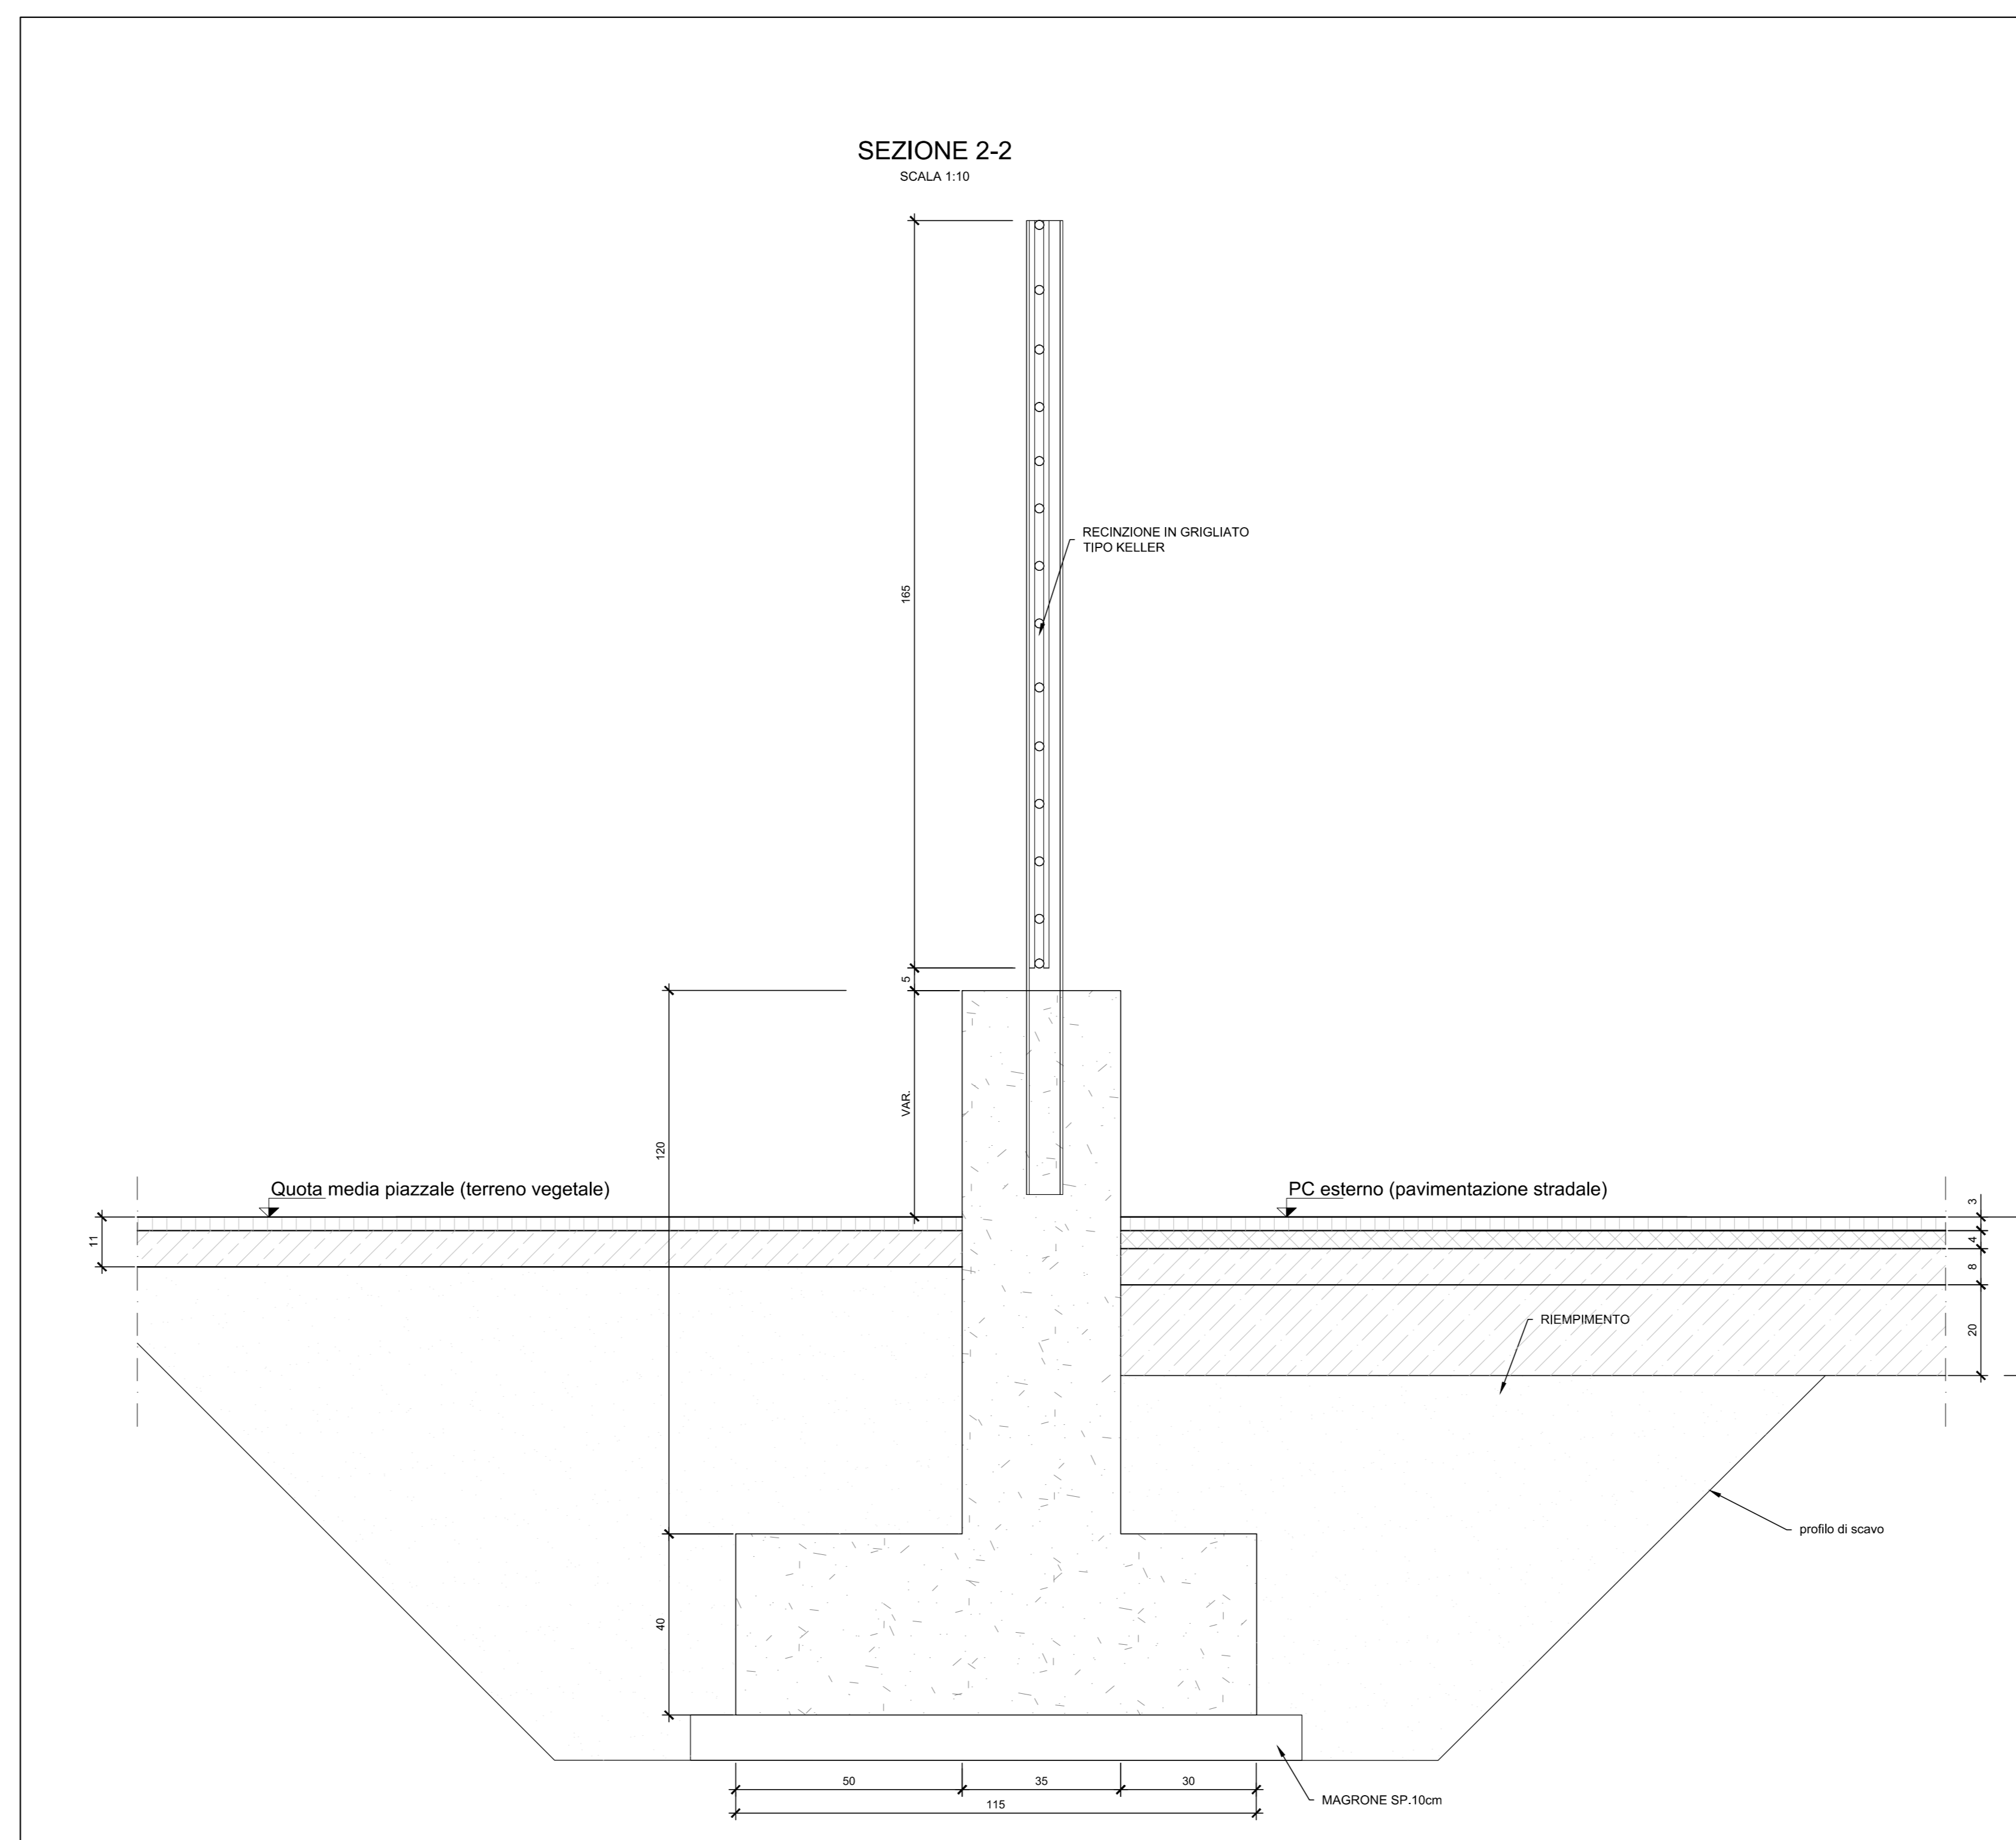 SEZIONE 2-2
SCALA 1:10
RECINZIONE IN GRIGLIATO
TIPO KELLER
165
5
VAR.
120
Quota media piazzale (terreno vegetale)
PC esterno (pavimentazione stradale)
3
11
4
8
RIEMPIMENTO
20
profilo di scavo
40
50
35
30
MAGRONE SP.10cm
115